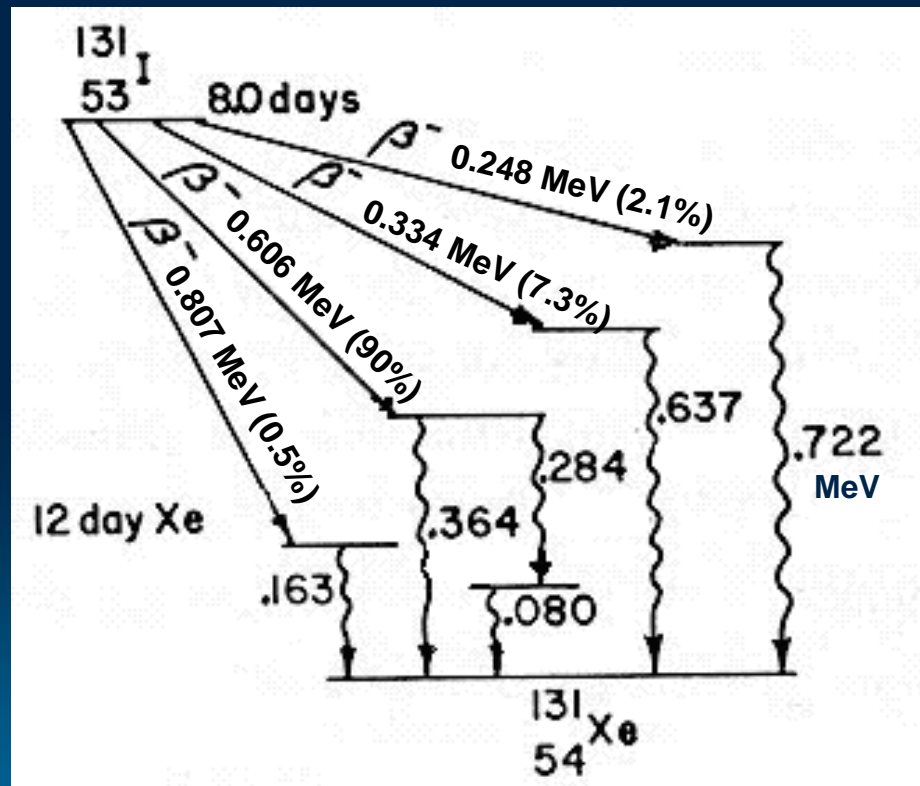 131
I
53
8.0 days
β⁻ 0.248 MeV (2.1%)
β⁻ 0.334 MeV (7.3%)
β⁻ 0.606 MeV (90%)
β⁻ 0.807 MeV (0.5%)
.637
.722
MeV
.284
.364
12 day Xe
.163
.080
131
Xe
54